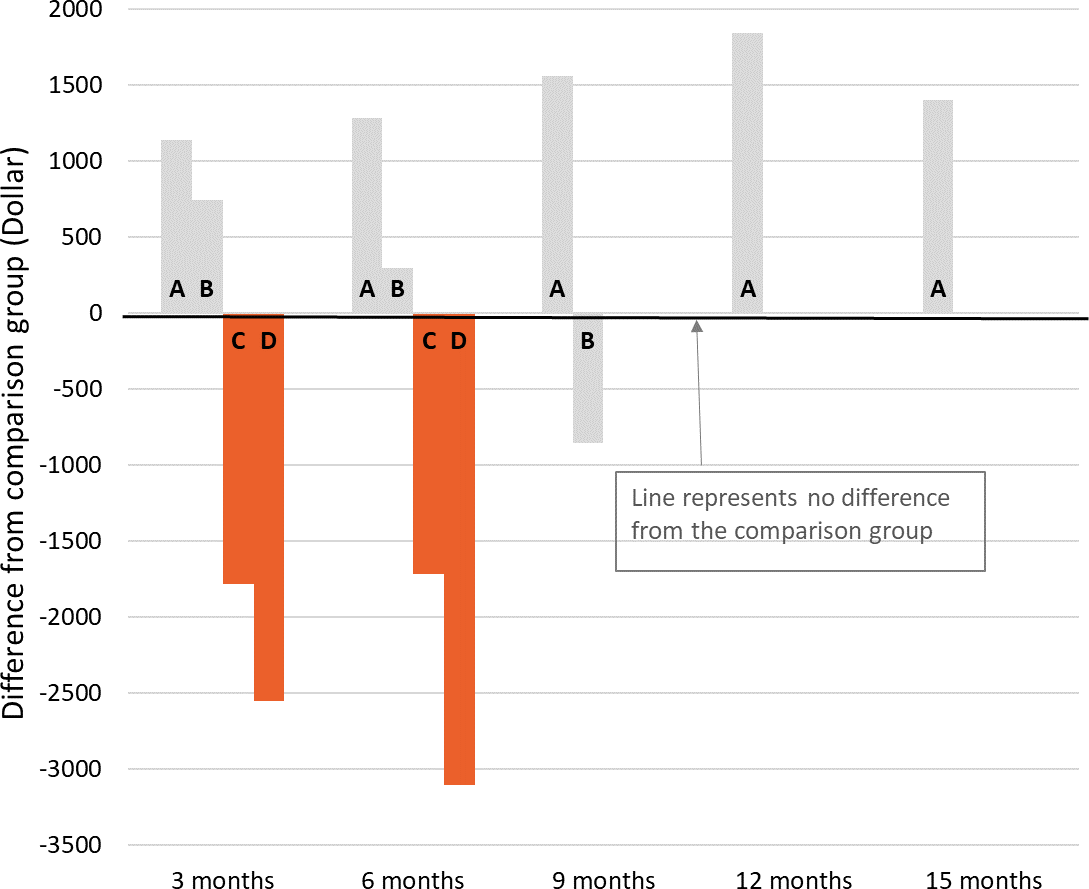 Difference from comparison group (Dollar)
2000
1500
1000
500
0
-500
-1000
-1500
-2000
-2500
-3000
-3500
A B
C D
A B
C D
A
B
A
A
Line represents no difference
from the comparison group
3 months 6 months 9 months 12 months 15 months